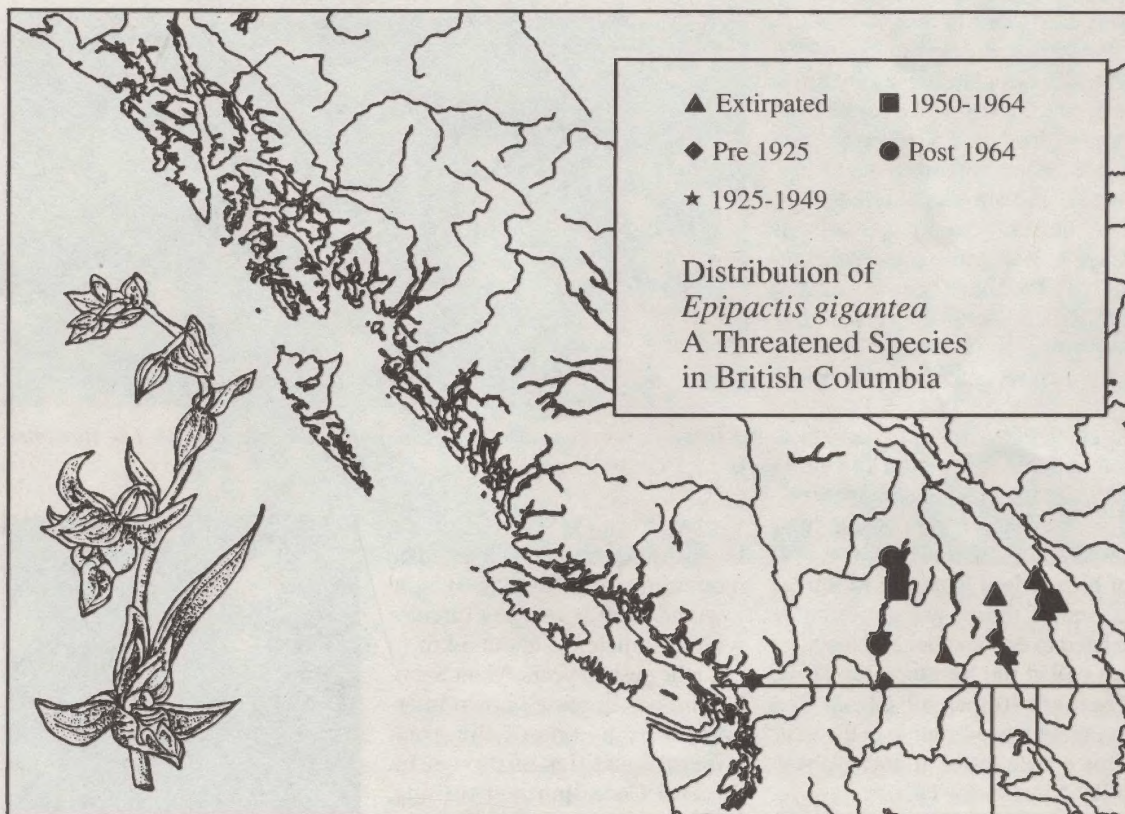 ▲ Extirpated ■ 1950-1964
◆ Pre 1925 ● Post 1964
★ 1925-1949
Distribution of
Epipactis gigantea
A Threatened Species
in British Columbia